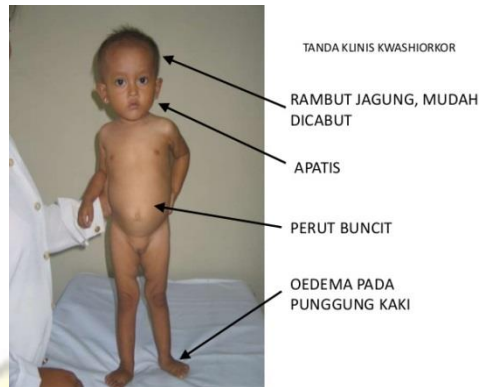 TANDA KLINIS KWASHIORKOR
RAMBUT JAGUNG, MUDAH
DICABUT
APATIS
PERUT BUNCIT
OEDEMA PADA
PUNGGUNG KAKI